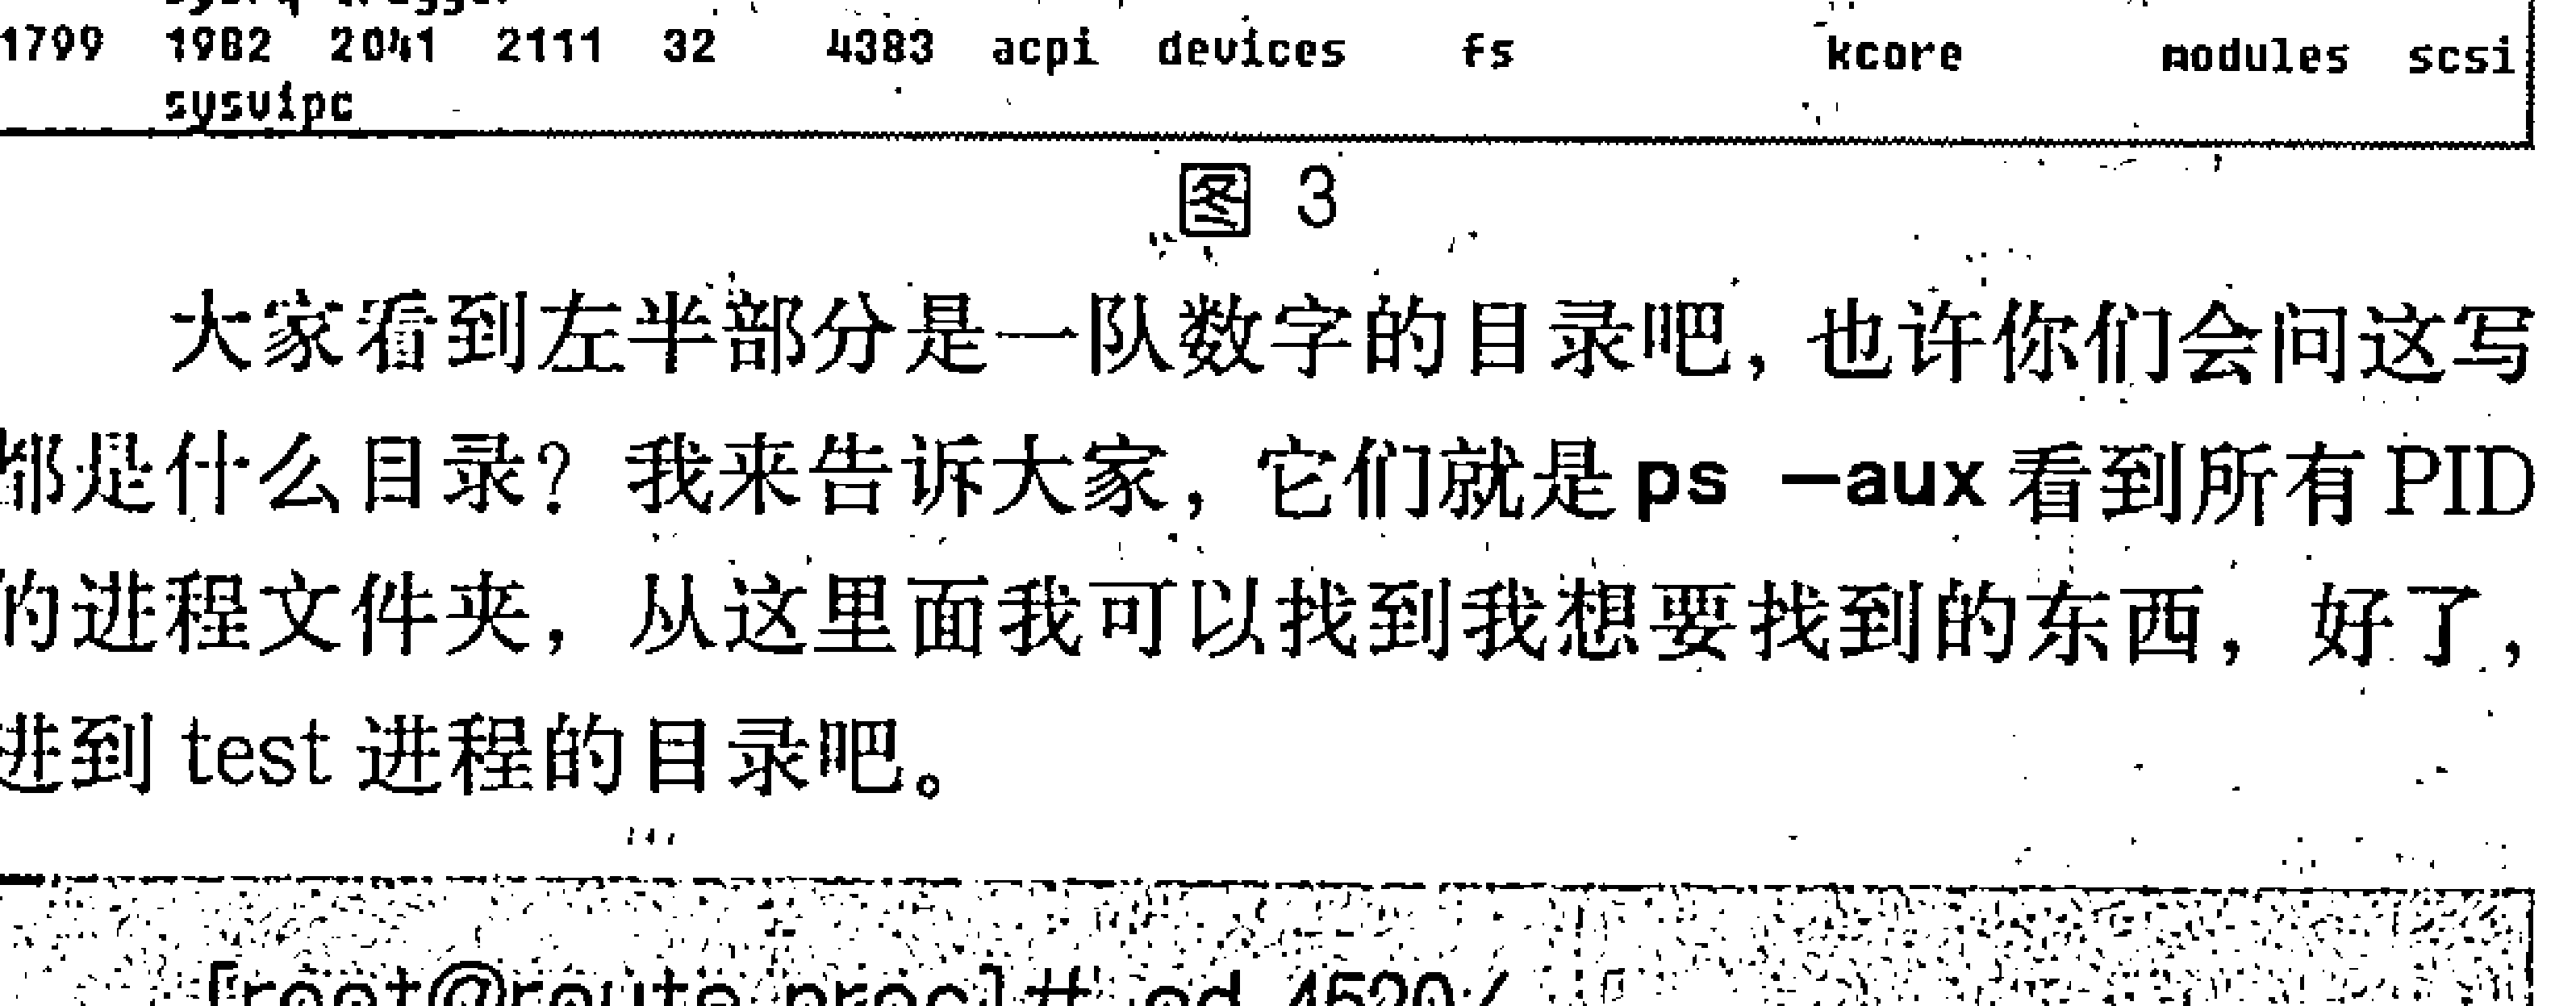 1799 1982 2041 2111 32 4383 acpi devices fs kcore modules scsi
sysvipc
图 3
大家看到左半部分是一队数字的目录吧，也许你们会问这写
都是什么目录？我来告诉大家，它们就是 ps －aux 看到所有 PID
的进程文件夹，从这里面我可以找到我想要找到的东西，好了，
进到 test 进程的目录吧。
[root@route proc]# cd 4520/